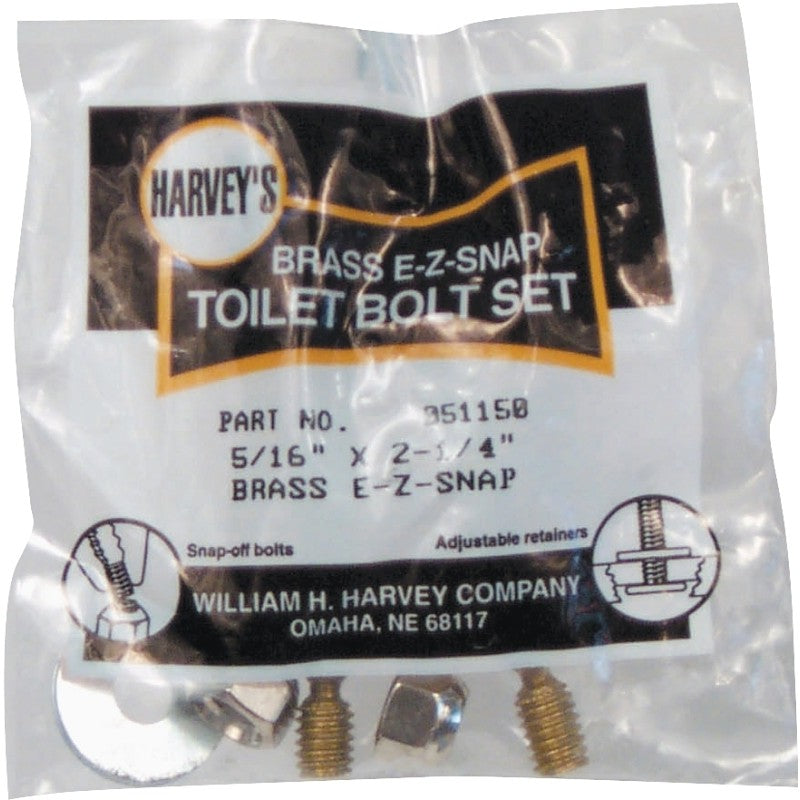 HARVEY'S
BRASS E-Z-SNAP
TOILET BOLT SET
PART NO. 351150
5/16" X 2-1/4"
BRASS E-Z-SNAP
Snap-off bolts
Adjustable retainers
WILLIAM H. HARVEY COMPANY
OMAHA, NE 68117